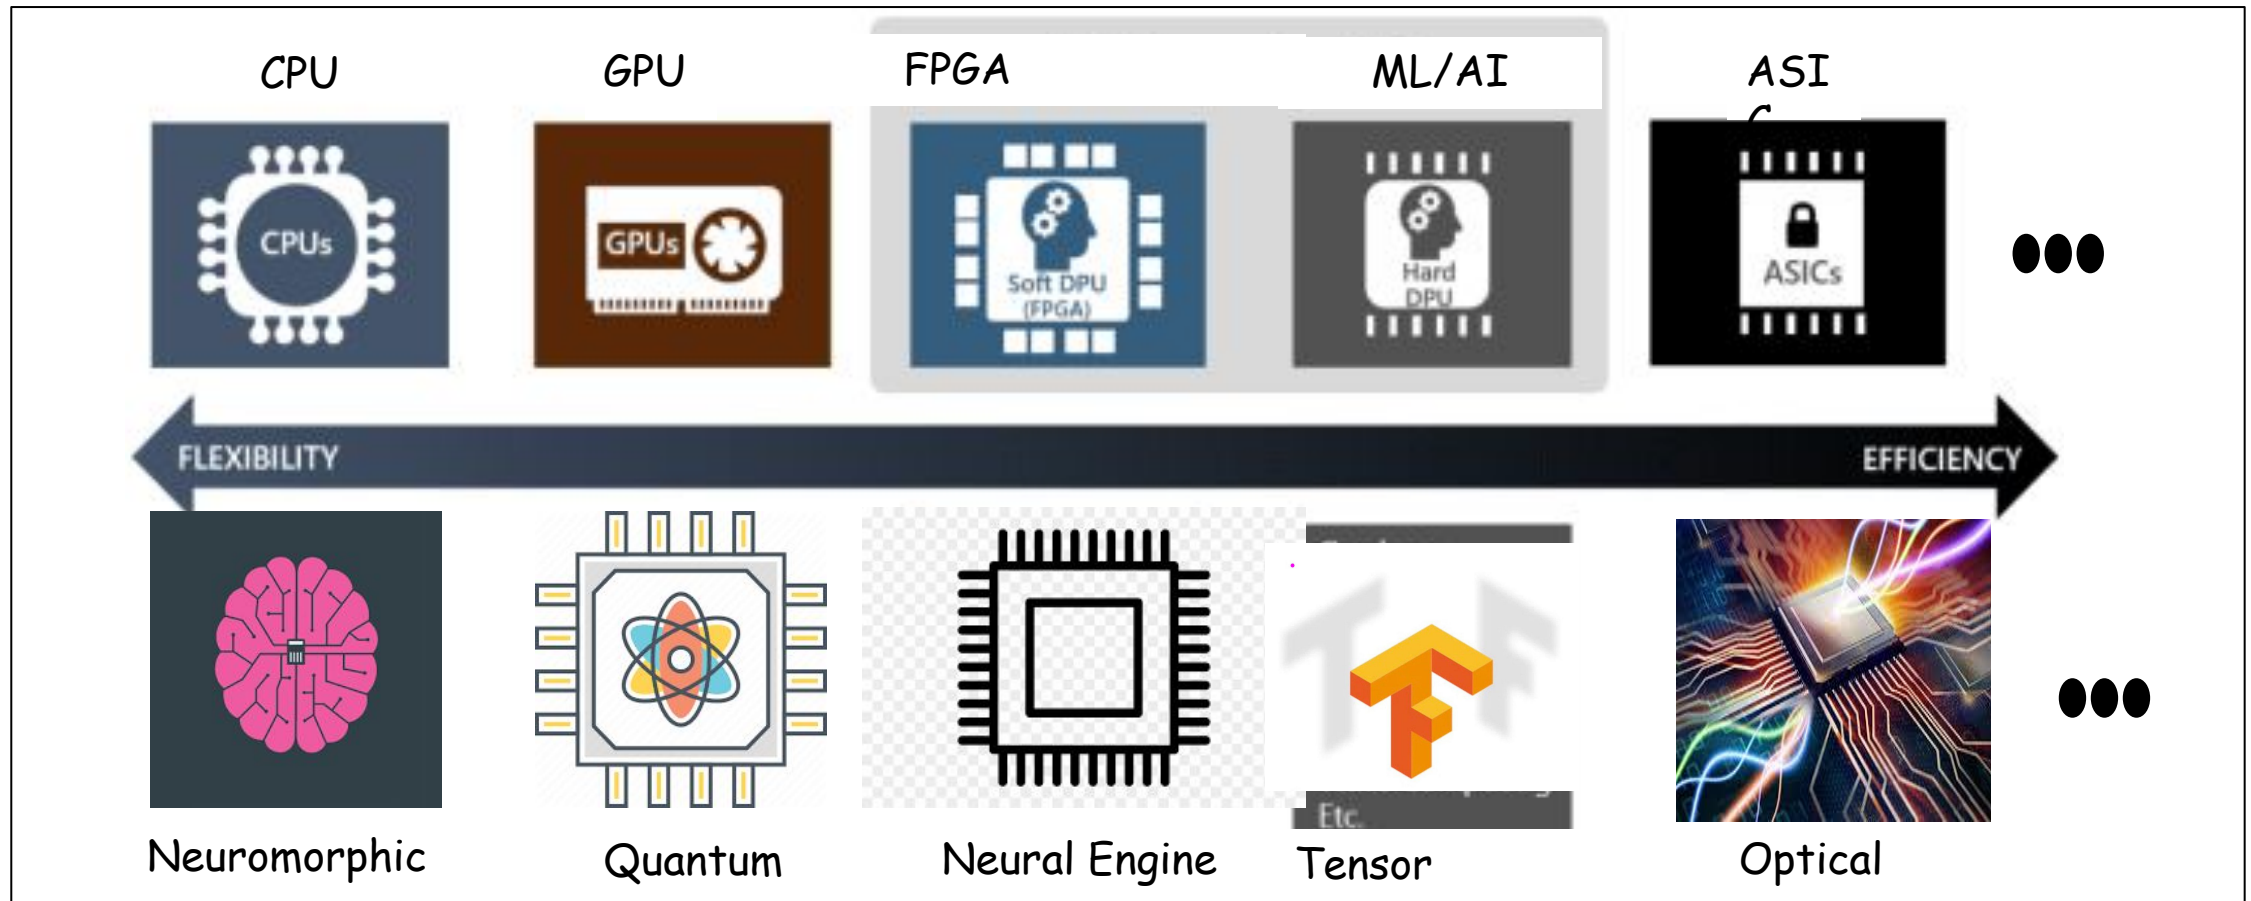 CPU
GPU
FPGA
ML/AI
ASI
CPUs
GPUs
Soft DPU
(FPGA)
Hard
DPU
ASICs
FLEXIBILITY
EFFICIENCY
Etc.
Neuromorphic
Quantum
Neural Engine
Tensor
Optical